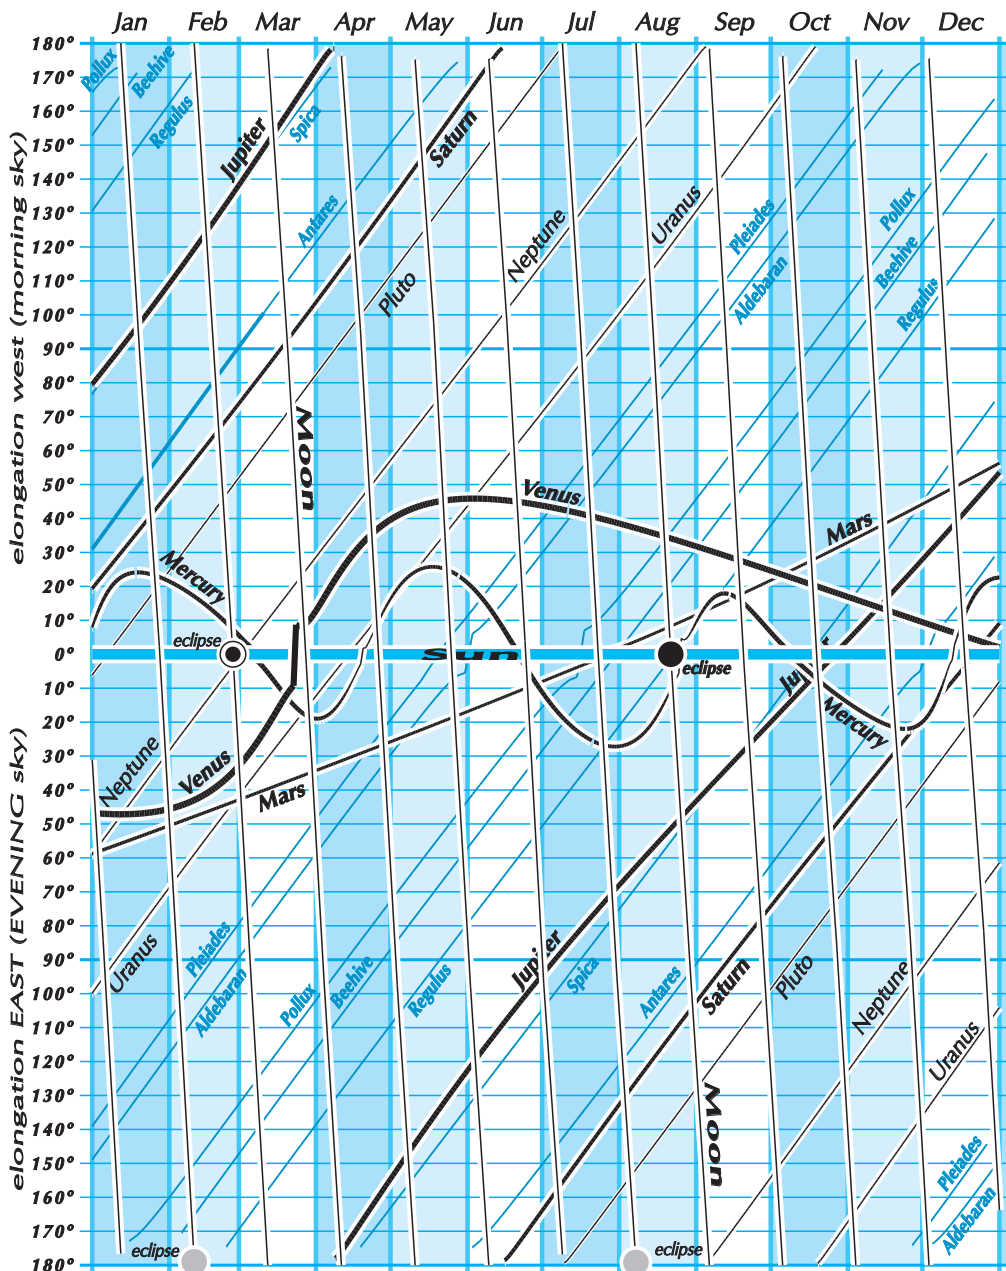 Jan Feb Mar Apr May Jun Jul Aug Sep Oct Nov Dec
elongation west (morning sky)
180°
170°
160°
150°
140°
130°
120°
110°
100°
90°
80°
70°
60°
50°
40°
30°
20°
10°
0°
10°
20°
30°
40°
50°
60°
70°
80°
90°
100°
110°
120°
130°
140°
150°
160°
170°
180°
elongation EAST (EVENING sky)
Pollux
Beehive
Regulus
Jupiter
Spica
Saturn
Antares
Pluto
Neptune
Uranus
Pleiades
Aldebaran
Pollux
Beehive
Regulus
Moon
Venus
Mars
Mercury
eclipse
Sun
eclipse
Jupiter
Mercury
Neptune
Venus
Mars
Uranus
Pleiades
Aldebaran
Pollux
Beehive
Regulus
Jupiter
Spica
Antares
Saturn
Pluto
Neptune
Uranus
Moon
Pleiades
Aldebaran
eclipse
eclipse